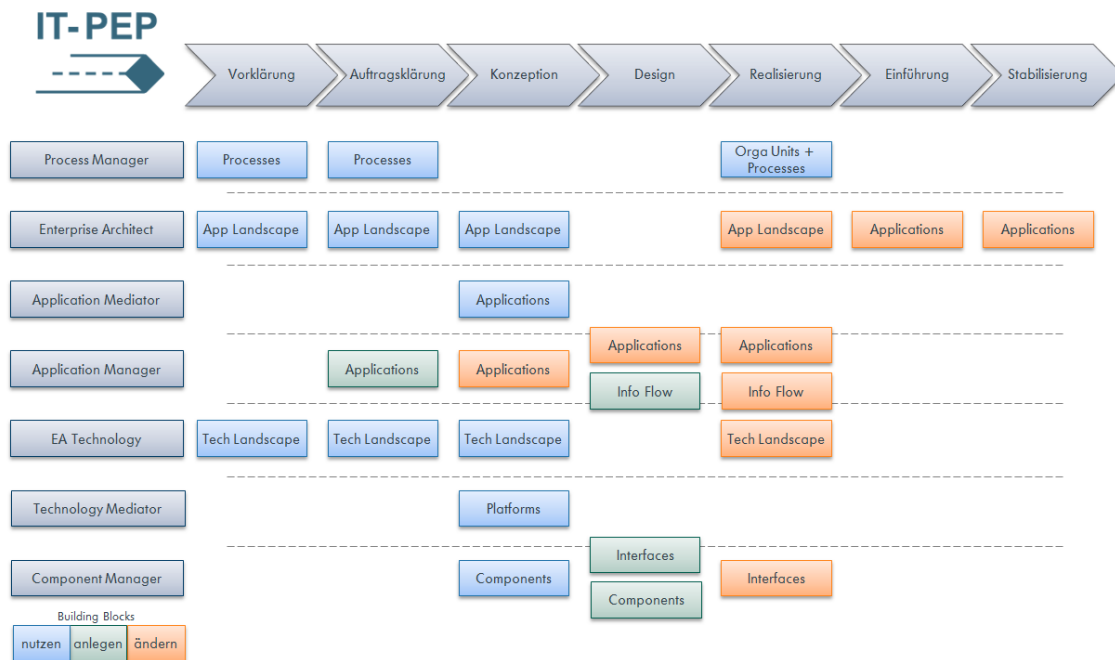 IT-PEP
Vorklärung
Auftragsklärung
Konzeption
Design
Realisierung
Einführung
Stabilisierung
Process Manager
Processes
Processes
Orga Units +
Processes
Enterprise Architect
App Landscape
App Landscape
App Landscape
App Landscape
Applications
Applications
Application Mediator
Applications
Application Manager
Applications
Applications
Applications
Info Flow
Applications
Info Flow
EA Technology
Tech Landscape
Tech Landscape
Tech Landscape
Tech Landscape
Technology Mediator
Platforms
Component Manager
Components
Interfaces
Components
Interfaces
Building Blocks
nutzen
anlegen
ändern